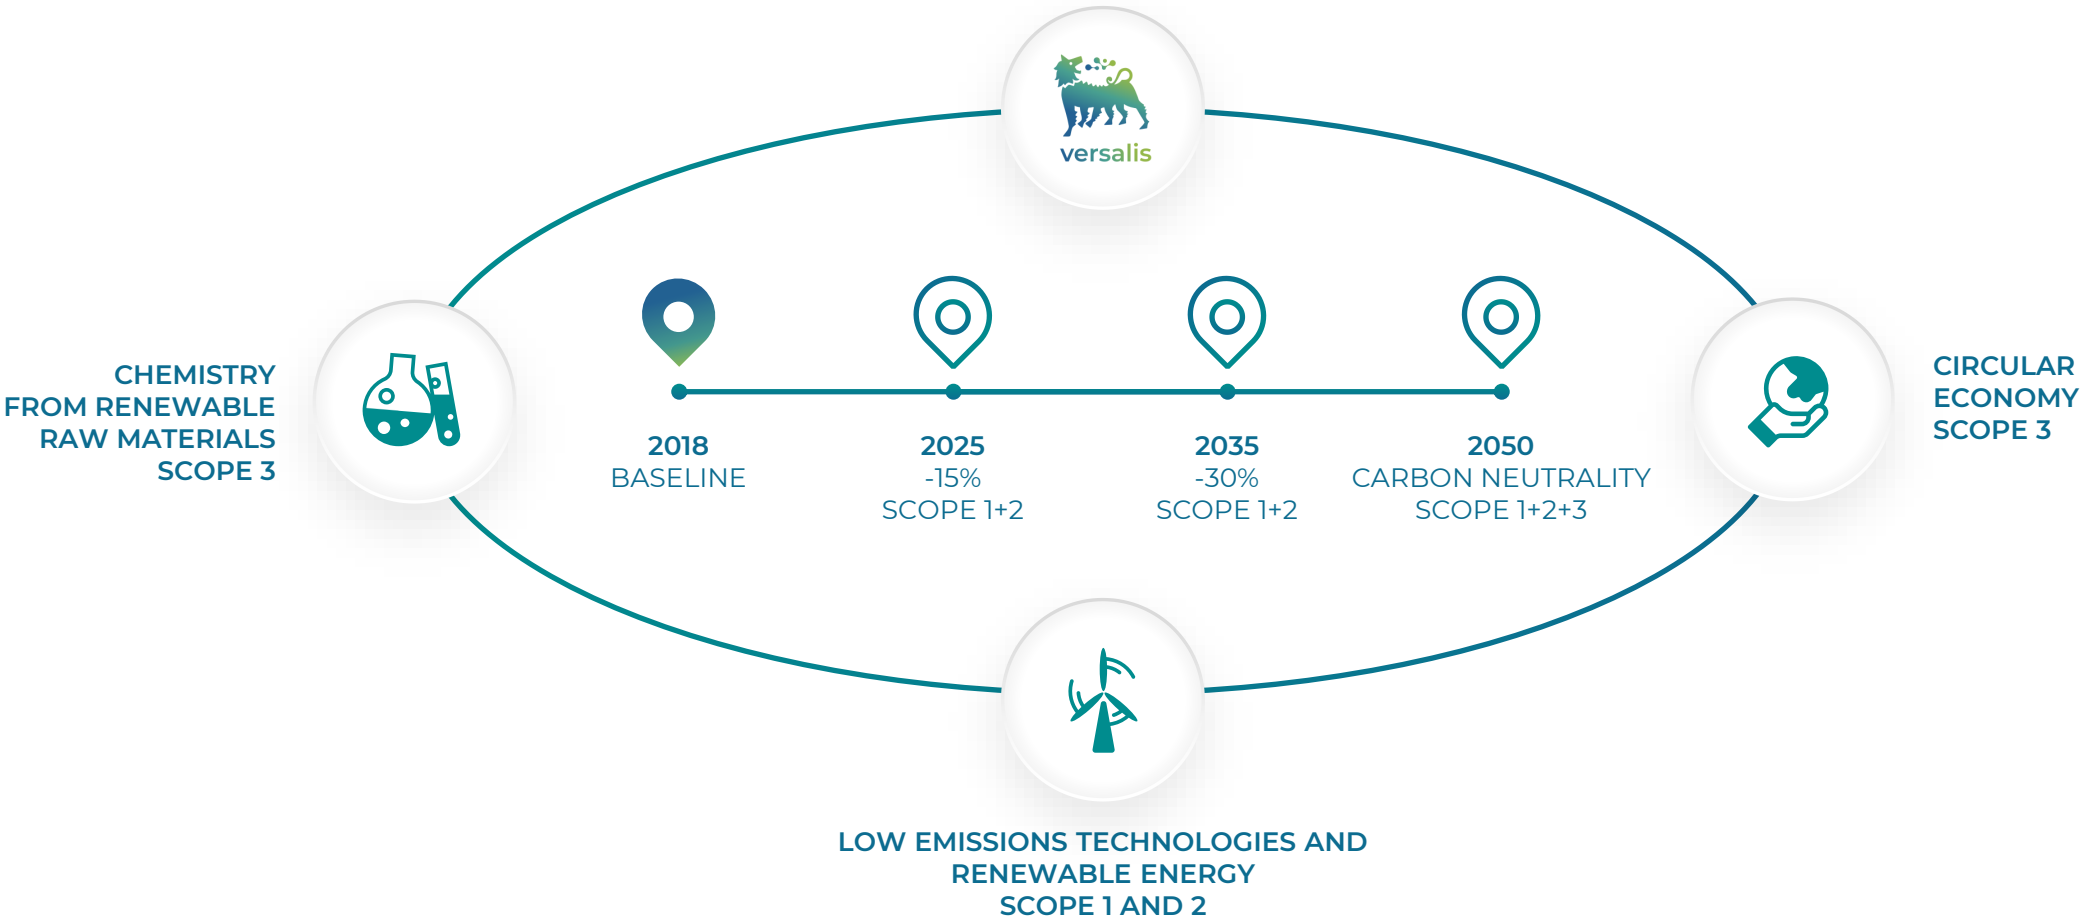 versalis
CHEMISTRY
FROM RENEWABLE
RAW MATERIALS
SCOPE 3
2018
BASELINE
2025
-15%
SCOPE 1+2
2035
-30%
SCOPE 1+2
2050
CARBON NEUTRALITY
SCOPE 1+2+3
CIRCULAR
ECONOMY
SCOPE 3
LOW EMISSIONS TECHNOLOGIES AND
RENEWABLE ENERGY
SCOPE 1 AND 2